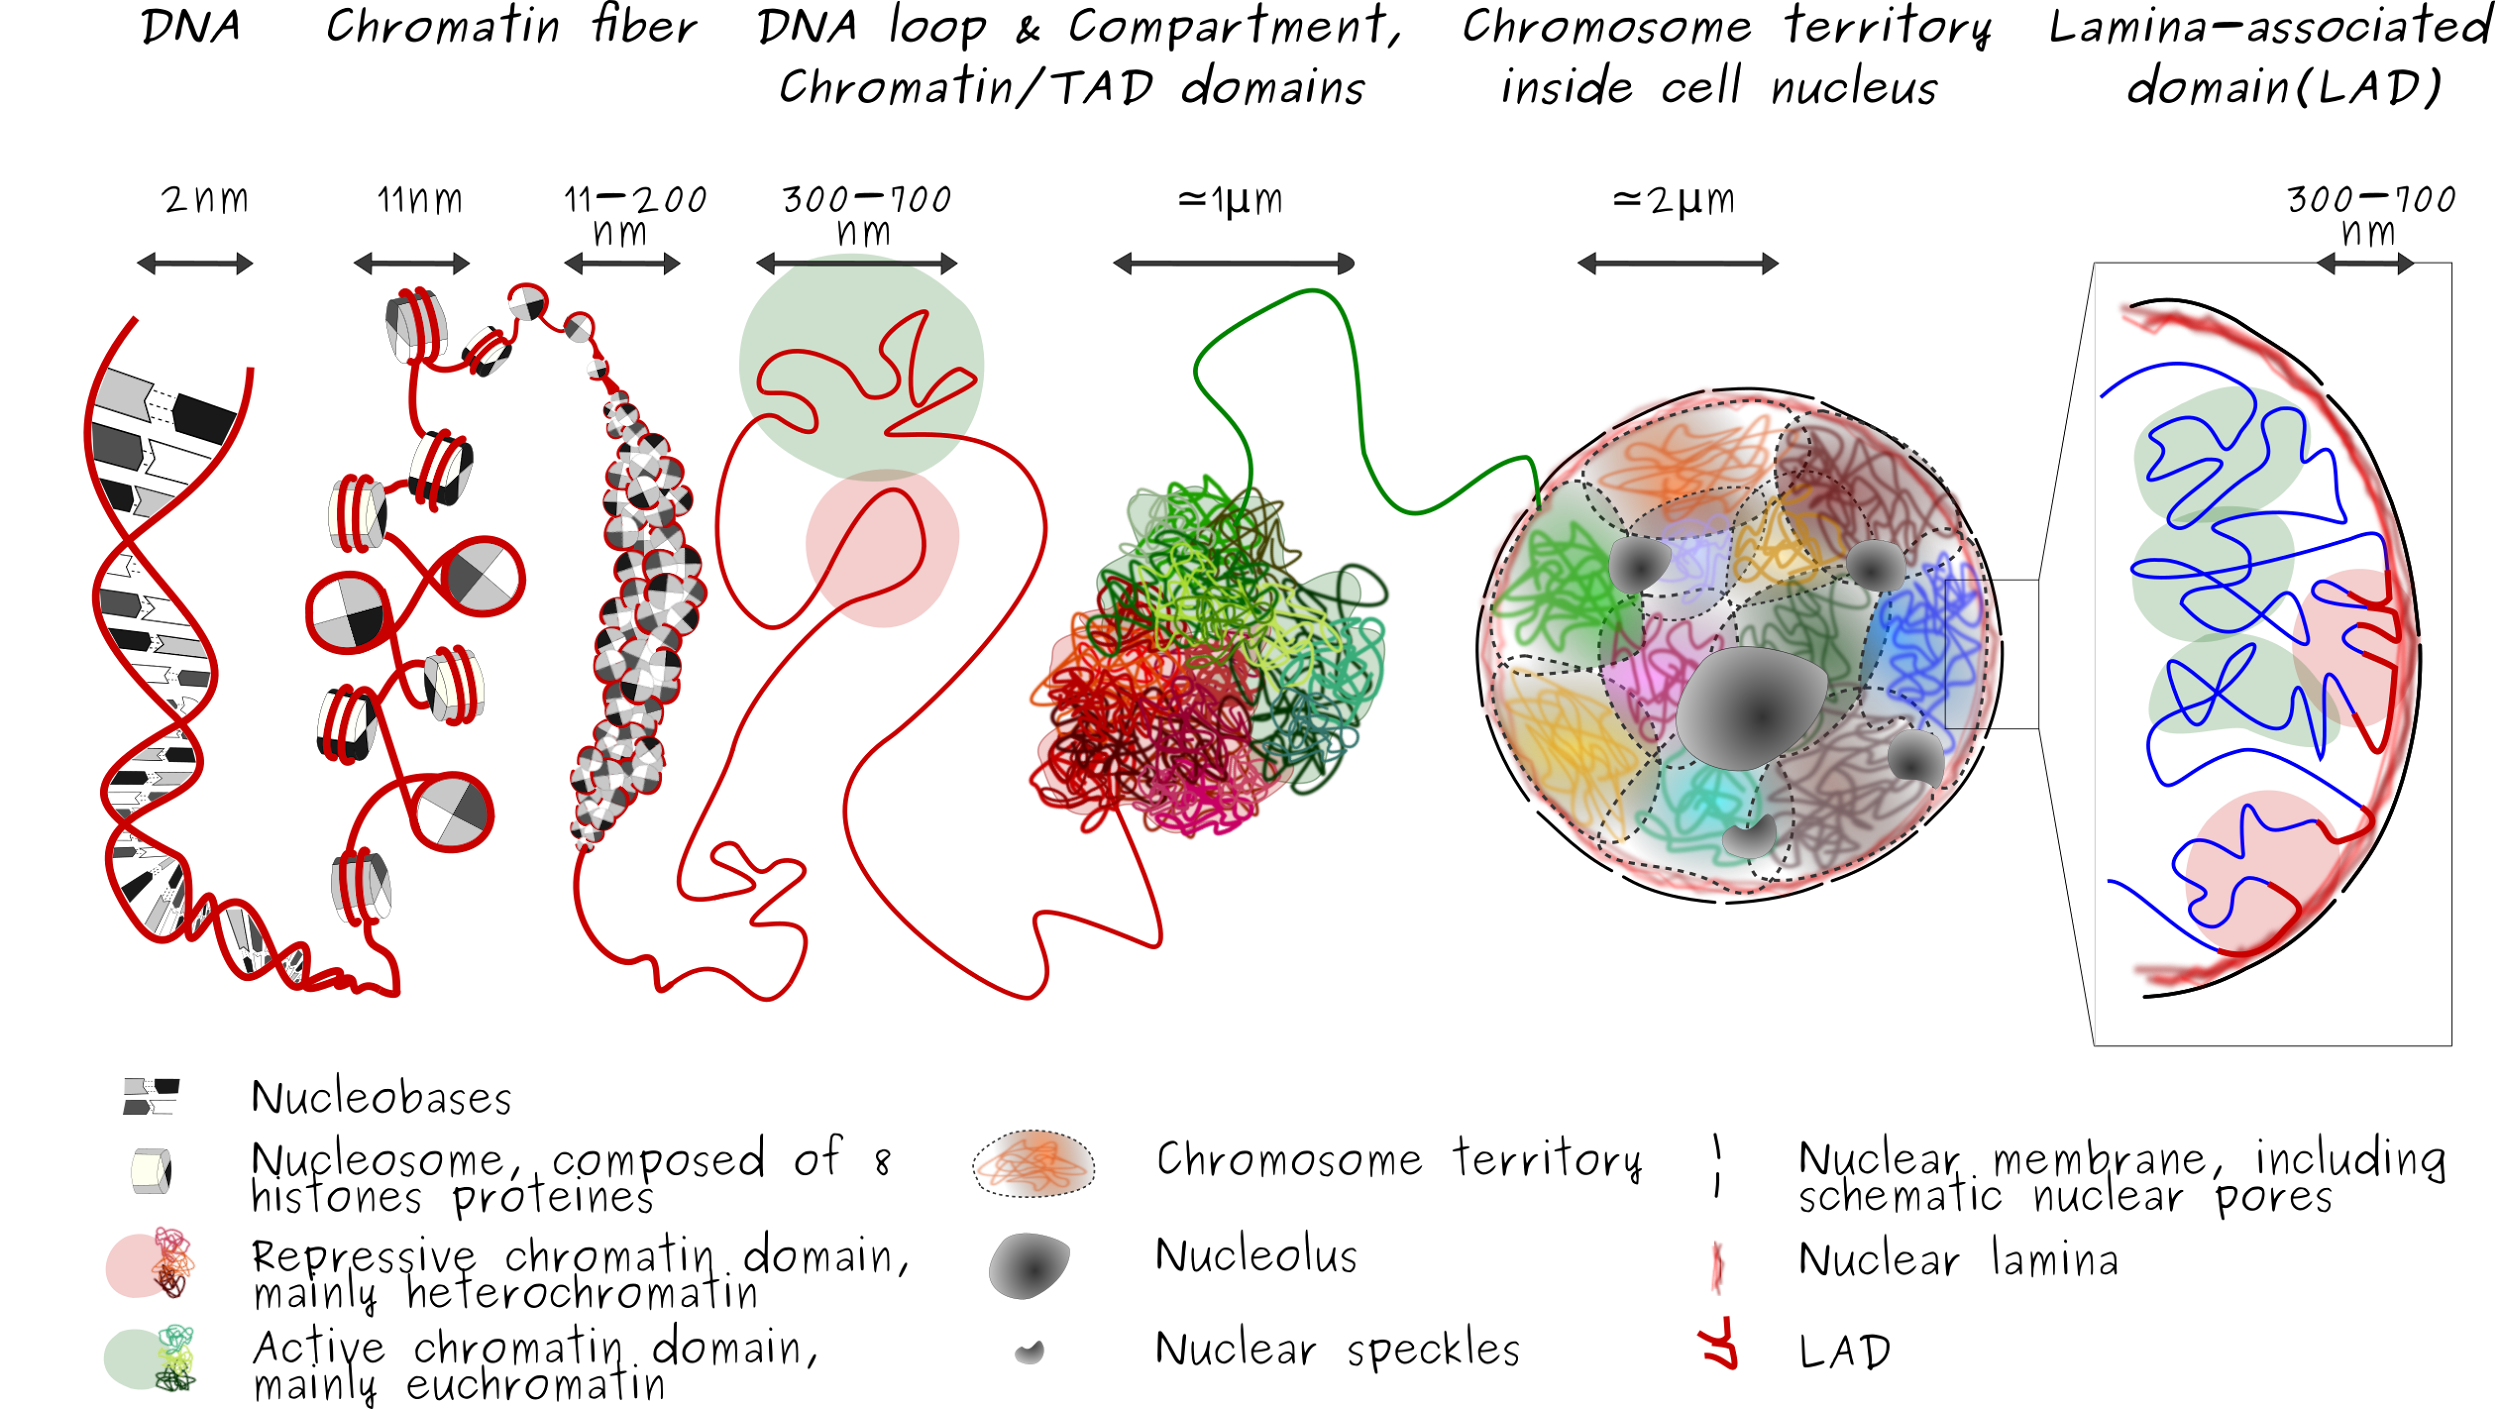 DNA
Chromatin fiber
DNA loop & Compartment,
Chromatin/TAD domains
Chromosome territory
inside cell nucleus
Lamina-associated
domain(LAD)
2nm
11nm
11-200
nm
300-700
nm
≃1µm
≃2µm
300-700
nm
Nucleobases
Nucleosome, composed of 8
histones proteines
Repressive chromatin domain,
mainly heterochromatin
Active chromatin domain,
mainly euchromatin
Chromosome territory
Nucleolus
Nuclear speckles
Nuclear membrane, including
schematic nuclear pores
Nuclear lamina
LAD